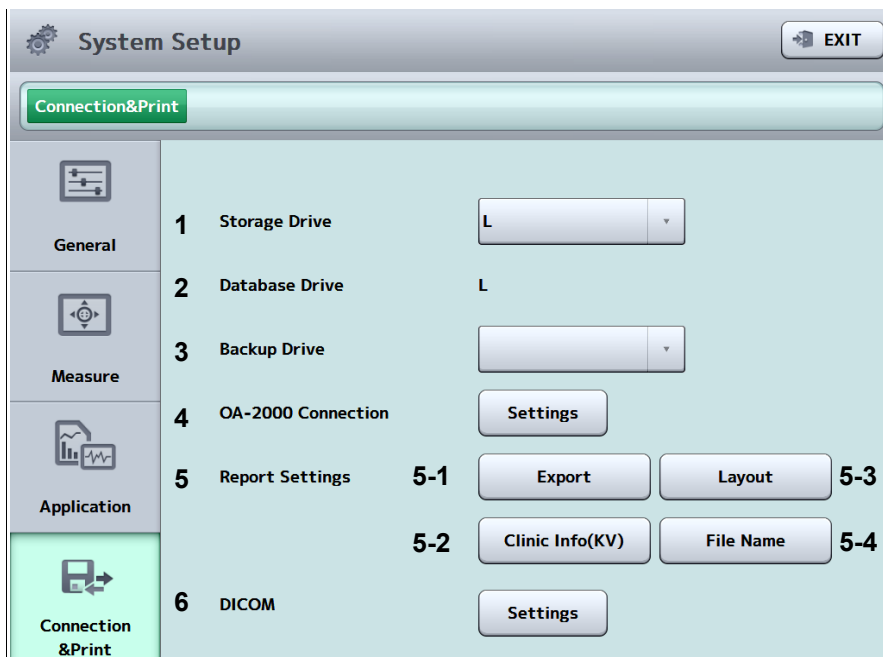 System Setup
EXIT
Connection&Print
General
Measure
Application
Connection
&Print
1 Storage Drive L
2 Database Drive L
3 Backup Drive
4 OA-2000 Connection Settings
5 Report Settings 5-1 Export Layout 5-3
5-2 Clinic Info(KV) File Name 5-4
6 DICOM Settings